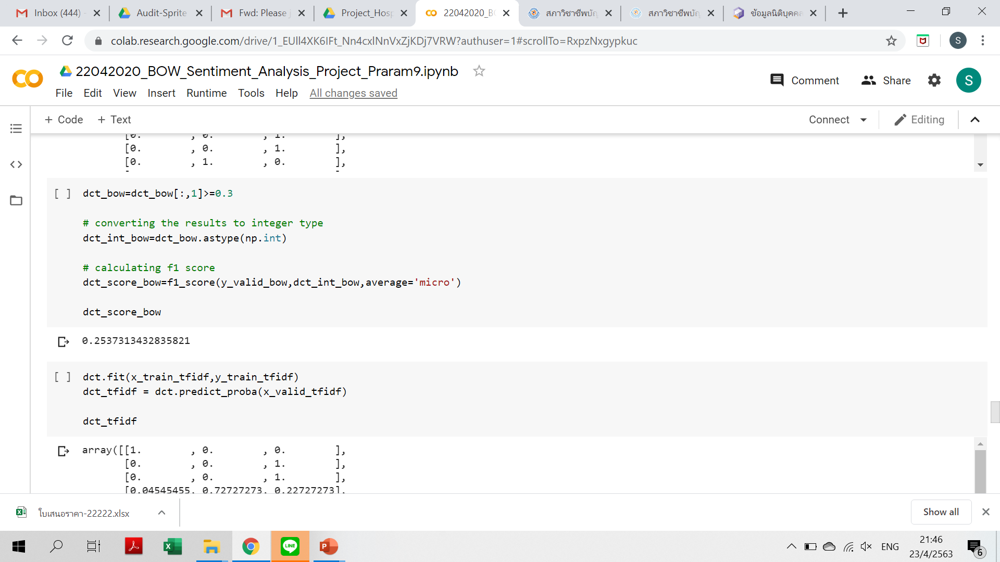 Inbox (444) -
Audit-Sprite
Fwd: Please j
Project_Hosp
22042020_BO
สภาวิชาชีพบัญ
สภาวิชาชีพบัญ
ข้อมูลนิติบุคคล
colab.research.google.com/drive/1_EUll4XK6IFt_Nn4cxlNnVxZjKDj7VRW?authuser=1#scrollTo=RxpzNxgypkuc
S
22042020_BOW_Sentiment_Analysis_Project_Praram9.ipynb
Comment
Share
S
File Edit View Insert Runtime Tools Help All changes saved
+ Code + Text
Connect
Editing
[0. , 0. , 1. ],
[0. , 0. , 1. ],
[0. , 1. , 0. ],
[ ] dct_bow=dct_bow[:,1]>=0.3
# converting the results to integer type
dct_int_bow=dct_bow.astype(np.int)
# calculating f1 score
dct_score_bow=f1_score(y_valid_bow,dct_int_bow,average='micro')
dct_score_bow
0.2537313432835821
[ ] dct.fit(x_train_tfidf,y_train_tfidf)
dct_tfidf = dct.predict_proba(x_valid_tfidf)
dct_tfidf
array([[1. , 0. , 0. ],
[0. , 0. , 1. ],
[0. , 0. , 1. ],
[0.04545455, 0.72727273, 0.22727273],
ใบเสนอราคา-22222.xlsx
Show all
LINE
ENG
21:46
23/4/2563
6